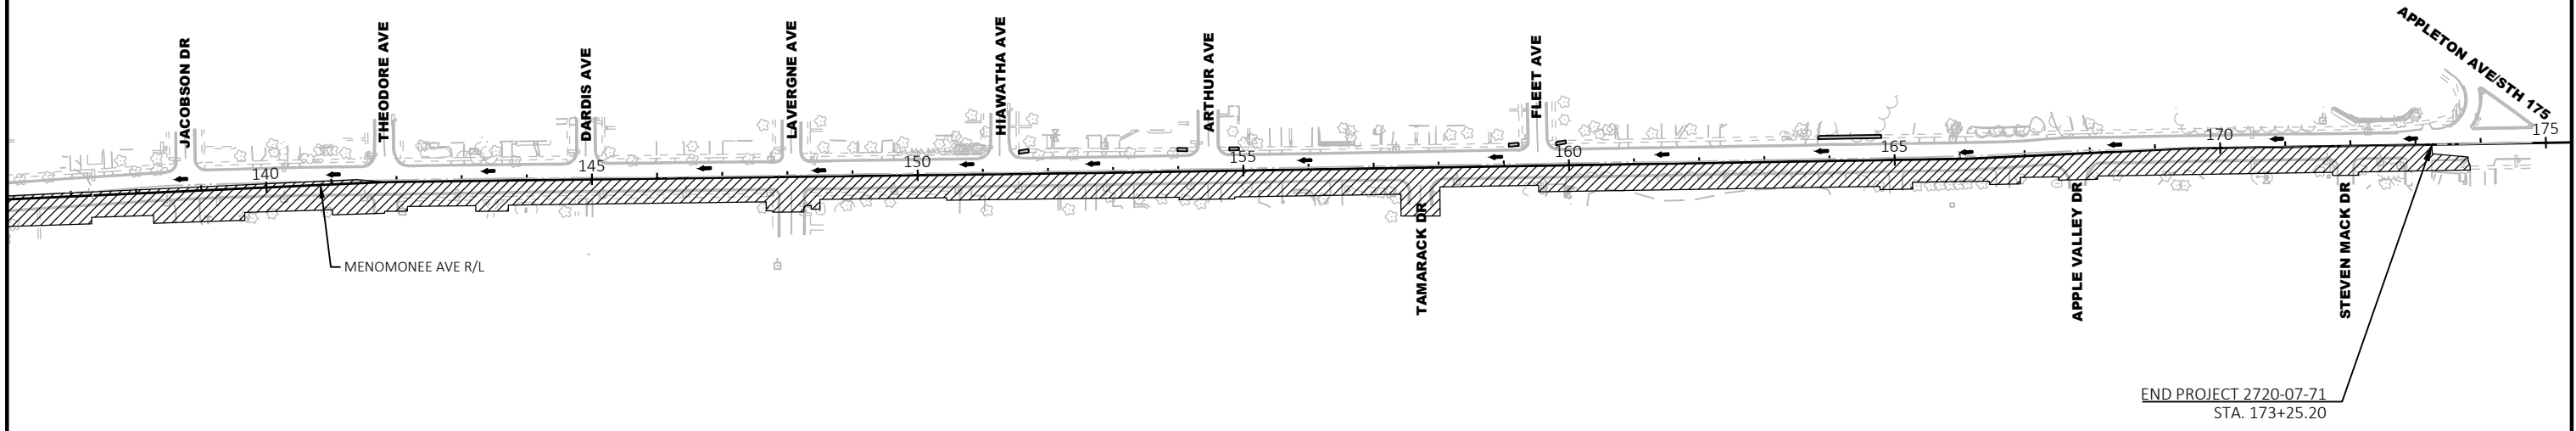 JACOBSON DR
THEODORE AVE
DARDIS AVE
LAVERGNE AVE
HIAWATHA AVE
ARTHUR AVE
FLEET AVE
APPLETON AVE/STH 175
140
145
150
155
160
165
170
175
MENOMONEE AVE R/L
TAMARACK DR
APPLE VALLEY DR
STEVEN MACK DR
END PROJECT 2720-07-71
STA. 173+25.20